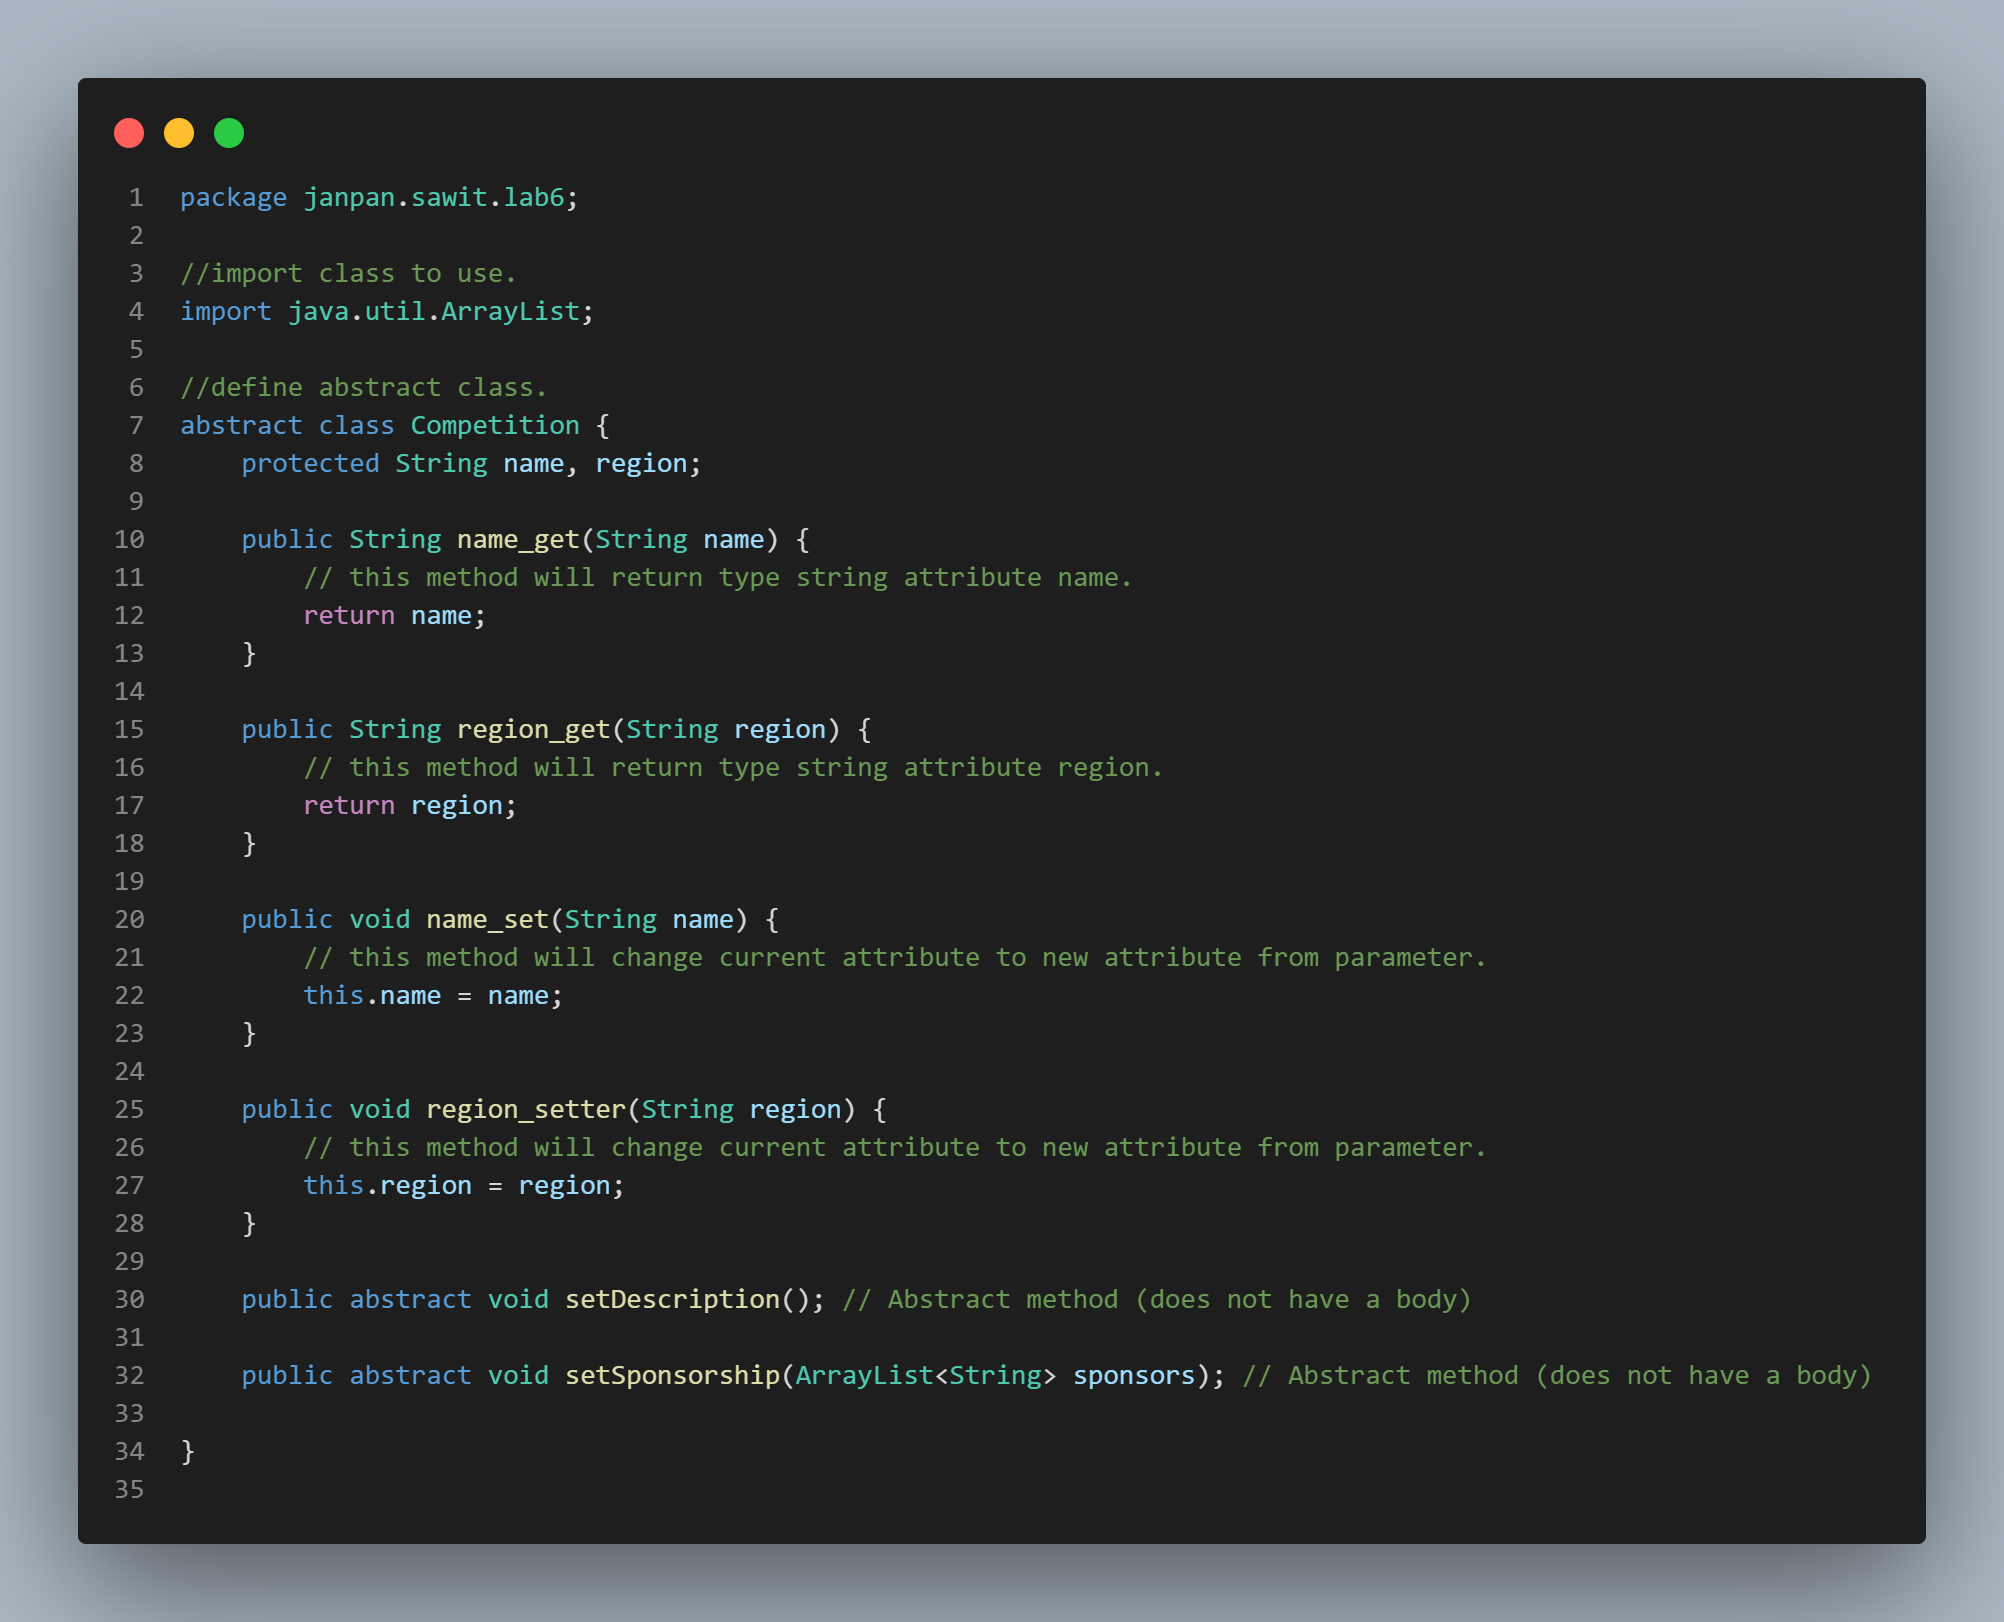 1 package janpan.sawit.lab6;
2
3 //import class to use.
4 import java.util.ArrayList;
5
6 //define abstract class.
7 abstract class Competition {
8     protected String name, region;
9
10     public String name_get(String name) {
11         // this method will return type string attribute name.
12         return name;
13     }
14
15     public String region_get(String region) {
16         // this method will return type string attribute region.
17         return region;
18     }
19
20     public void name_set(String name) {
21         // this method will change current attribute to new attribute from parameter.
22         this.name = name;
23     }
24
25     public void region_setter(String region) {
26         // this method will change current attribute to new attribute from parameter.
27         this.region = region;
28     }
29
30     public abstract void setDescription(); // Abstract method (does not have a body)
31
32     public abstract void setSponsorship(ArrayList<String> sponsors); // Abstract method (does not have a body)
33
34 }
35